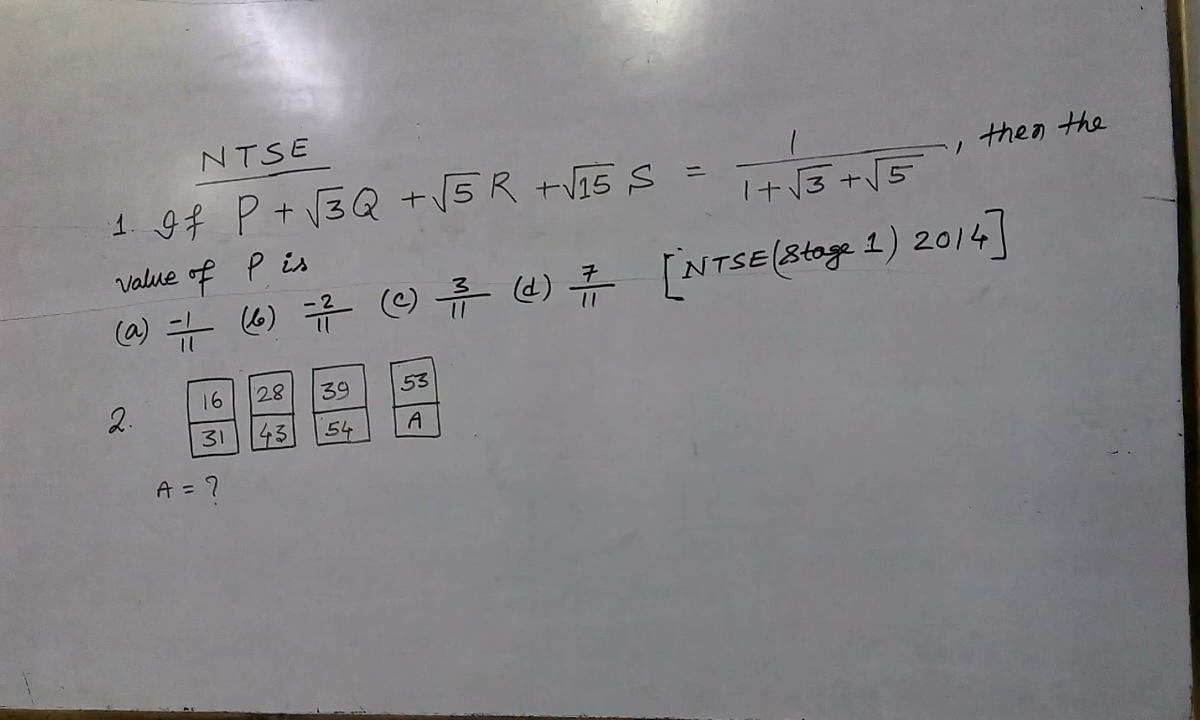 NTSE
1. If P + √3Q + √5R + √15 S = 1/(1+√3+√5), then the
value of P is
(a) -1/11 (b) -2/11 (c) 3/11 (d) 7/11 [NTSE (Stage 1) 2014]
2. 16 28 39 53
31 43 54 A
A = ?